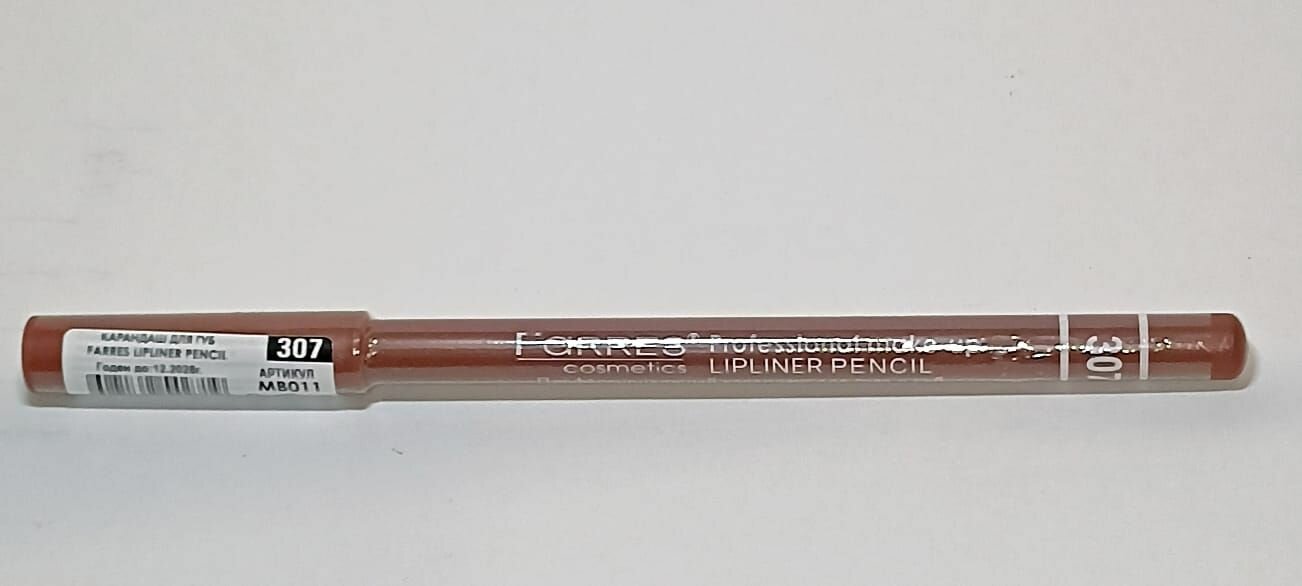 КАРАНДАШ ДЛЯ ГУБ
FARRES LIPLINER PENCIL
Годен до:12.2028г.
307
АРТИКУЛ
MB011
FARRES®
cosmetics
Professional make-up
LIPLINER PENCIL
307